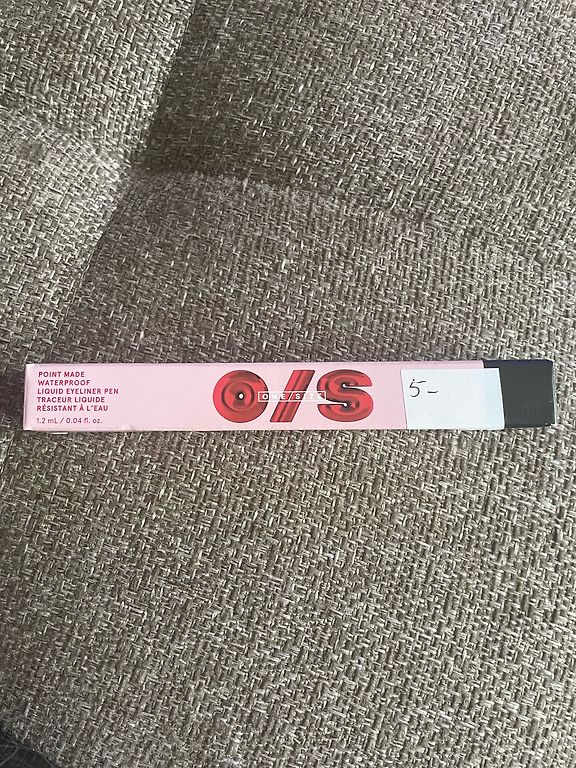 POINT MADE
WATERPROOF
LIQUID EYELINER PEN
TRACEUR LIQUIDE
RÉSISTANT À L'EAU
1.2 mL / 0.04 fl. oz.
O/S
ONE/SIZE
5-